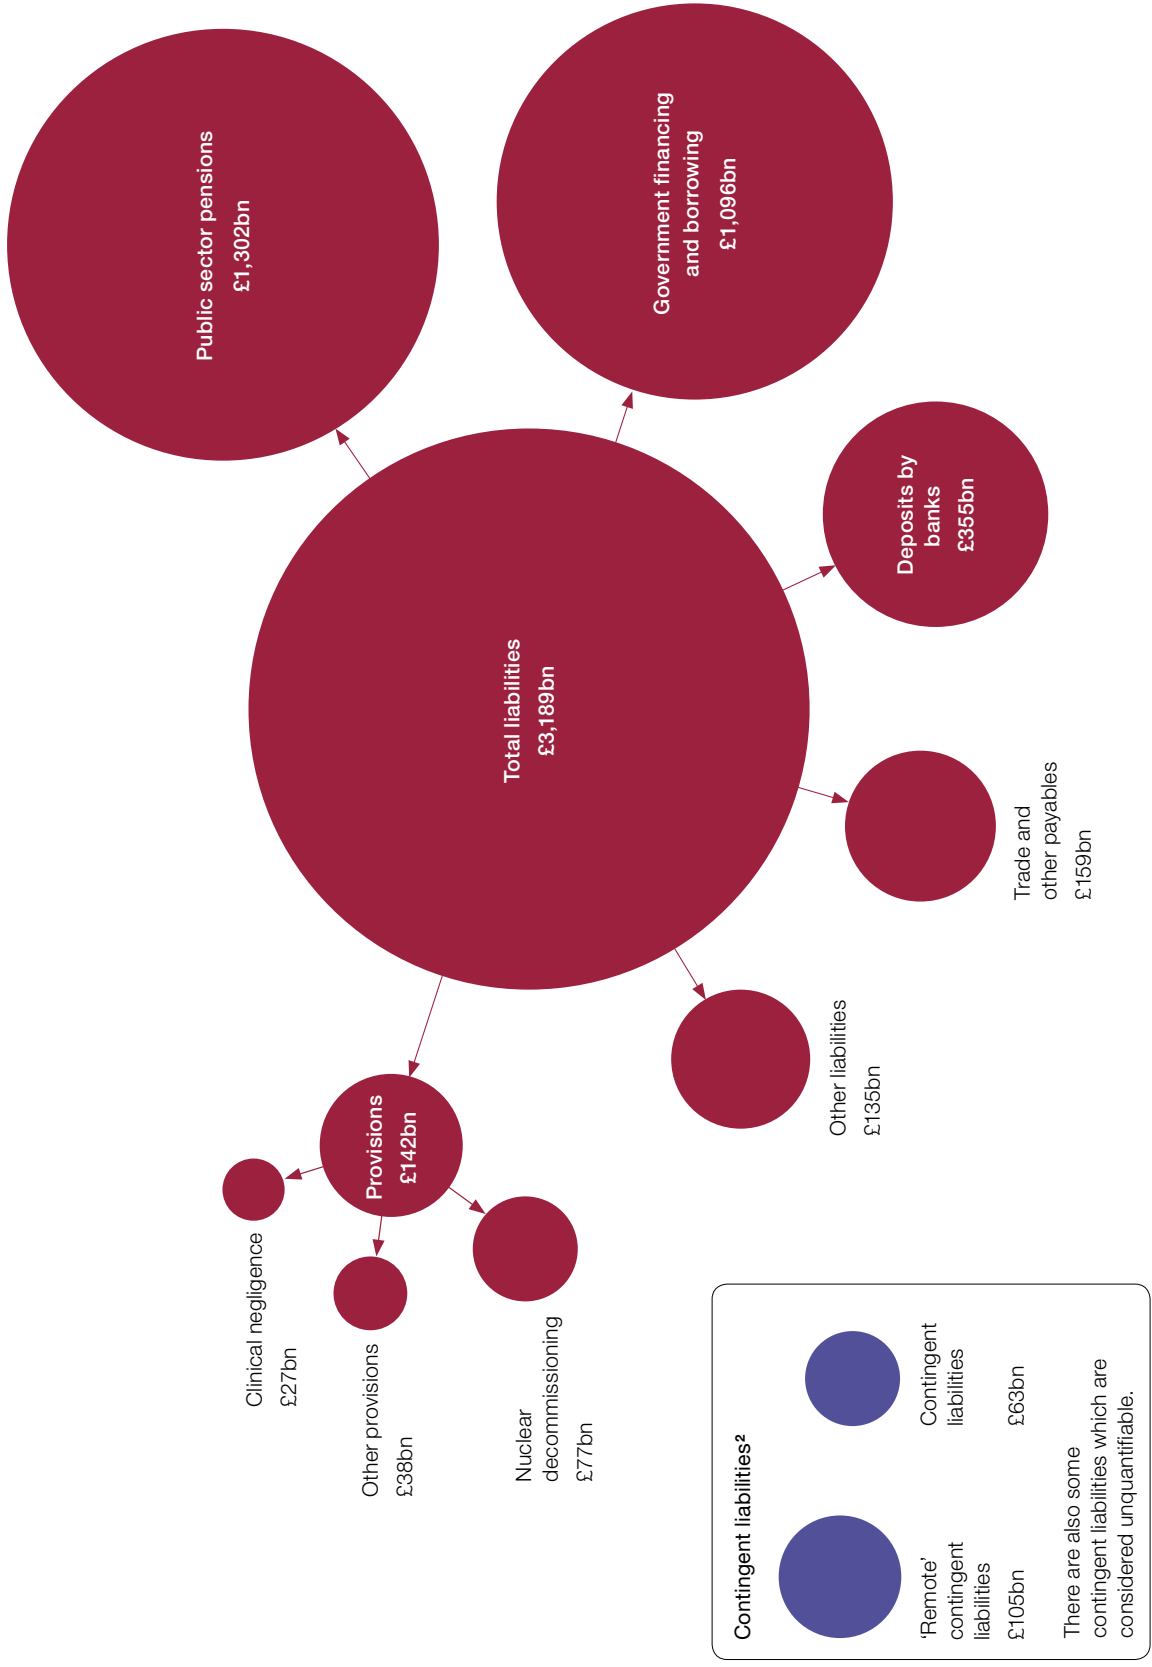 Contingent liabilities²
'Remote'
contingent
liabilities
£105bn
Contingent
liabilities
£63bn
There are also some
contingent liabilities which are
considered unquantifiable.
Clinical negligence
£27bn
Other provisions
£38bn
Nuclear
decommissioning
£77bn
Provisions
£142bn
Other liabilities
£135bn
Trade and
other payables
£159bn
Total liabilities
£3,189bn
Deposits by
banks
£355bn
Public sector pensions
£1,302bn
Government financing
and borrowing
£1,096bn